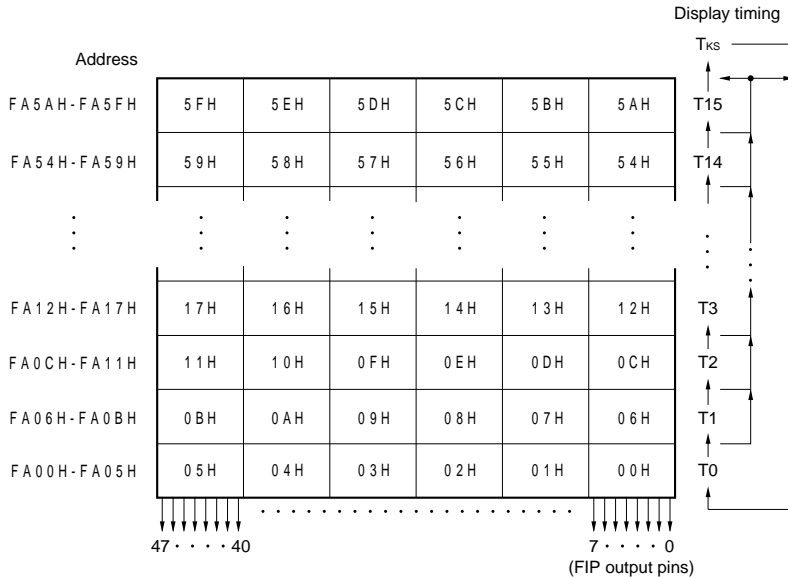 Display timing
TKS
Address
FA5AH-FA5FH 5FH 5EH 5DH 5CH 5BH 5AH T15
FA54H-FA59H 59H 58H 57H 56H 55H 54H T14
FA12H-FA17H 17H 16H 15H 14H 13H 12H T3
FA0CH-FA11H 11H 10H 0FH 0EH 0DH 0CH T2
FA06H-FA0BH 0BH 0AH 09H 08H 07H 06H T1
FA00H-FA05H 05H 04H 03H 02H 01H 00H T0
47 · · · · 40 7 · · · · 0
(FIP output pins)